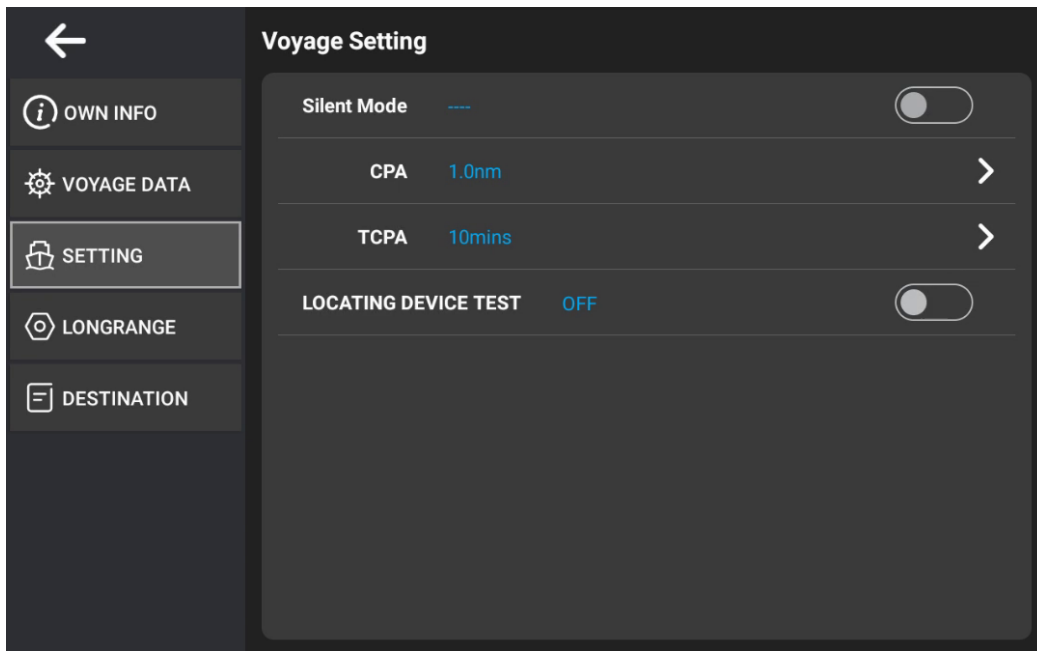 Voyage Setting
OWN INFO
VOYAGE DATA
SETTING
LONGRANGE
DESTINATION
Silent Mode ----
CPA 1.0nm
TCPA 10mins
LOCATING DEVICE TEST OFF